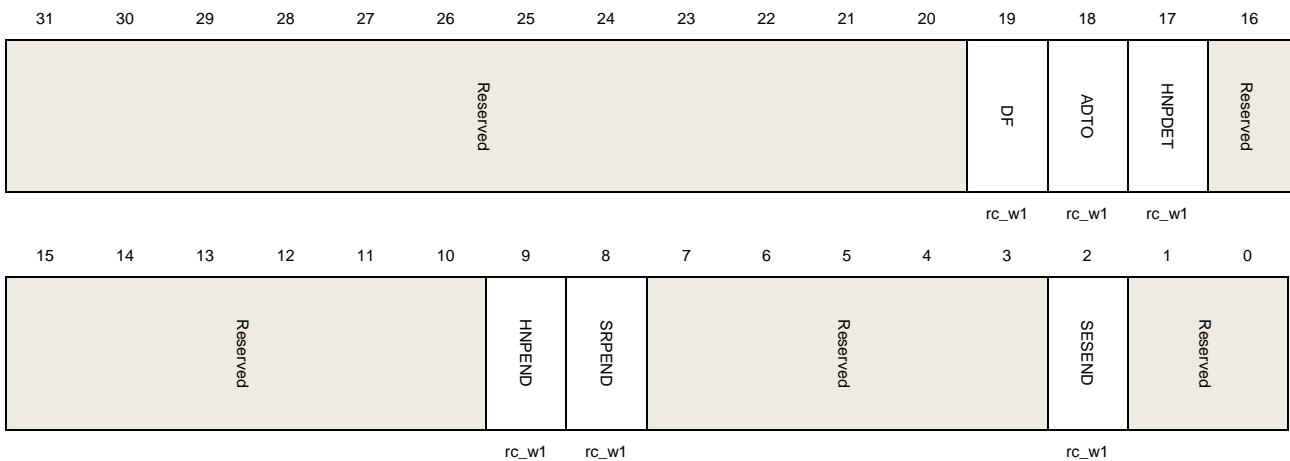 31 30 29 28 27 26 25 24 23 22 21 20 19 18 17 16
Reserved DF ADTO HNPDET Reserved
rc_w1 rc_w1 rc_w1
15 14 13 12 11 10 9 8 7 6 5 4 3 2 1 0
Reserved HNPEND SRPEND Reserved SESEND Reserved
rc_w1 rc_w1 rc_w1